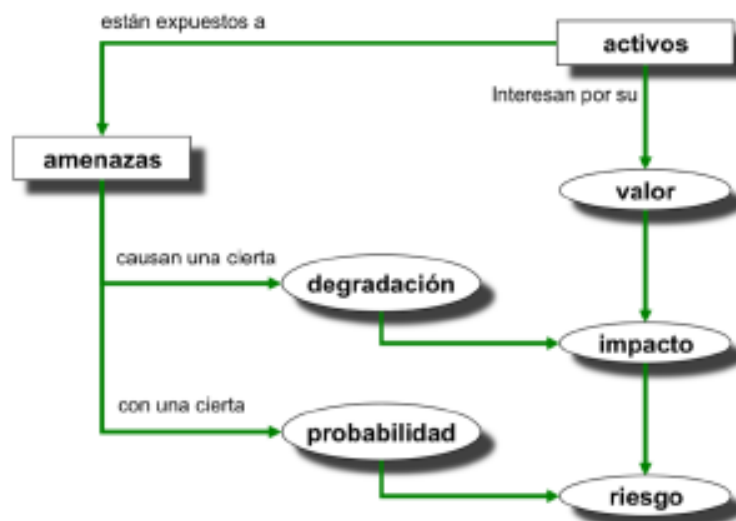 están expuestos a
activos
Interesan por su
amenazas
valor
causan una cierta
degradación
impacto
con una cierta
probabilidad
riesgo